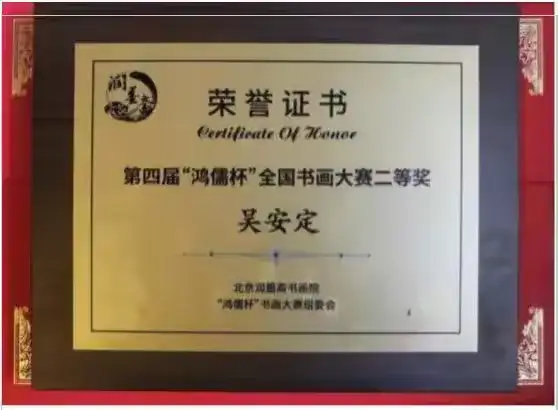 润墨
荣誉证书
Certificate Of Honor
第四届“鸿儒杯”全国书画大赛二等奖
吴安定
北京润墨斋书画院
“鸿儒杯”书画大赛组委会